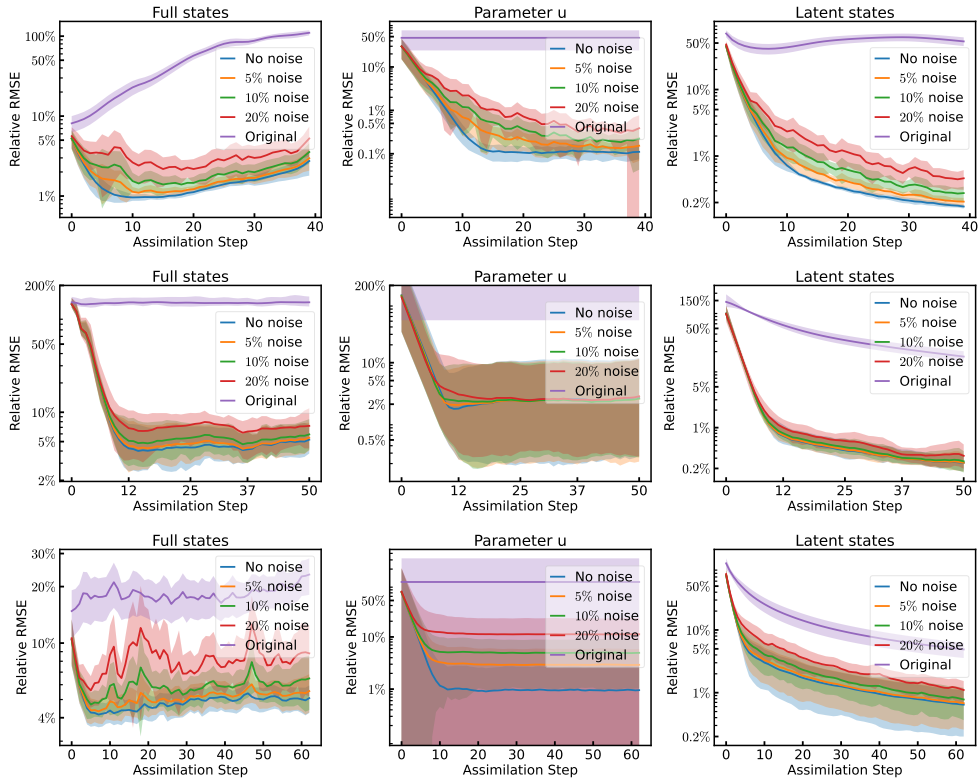 Full states
Relative RMSE
100%
50%
10%
5%
1%
No noise
5% noise
10% noise
20% noise
Original
0 10 20 30 40
Assimilation Step
Parameter u
Relative RMSE
50%
10%
1%
0.5%
0.1%
No noise
5% noise
10% noise
20% noise
Original
0 10 20 30 40
Assimilation Step
Latent states
Relative RMSE
50%
10%
5%
1%
0.2%
No noise
5% noise
10% noise
20% noise
Original
0 10 20 30 39
Assimilation Step
Full states
Relative RMSE
200%
50%
10%
5%
2%
No noise
5% noise
10% noise
20% noise
Original
0 12 25 37 50
Assimilation Step
Parameter u
Relative RMSE
200%
10%
5%
2%
0.5%
No noise
5% noise
10% noise
20% noise
Original
0 12 25 37 50
Assimilation Step
Latent states
Relative RMSE
150%
50%
5%
1%
0.2%
No noise
5% noise
10% noise
20% noise
Original
0 12 25 37 50
Assimilation Step
Full states
Relative RMSE
30%
20%
10%
4%
No noise
5% noise
10% noise
20% noise
Original
0 10 20 30 40 50 60
Assimilation Step
Parameter u
Relative RMSE
50%
10%
1%
No noise
5% noise
10% noise
20% noise
Original
0 10 20 30 40 50 60
Assimilation Step
Latent states
Relative RMSE
50%
10%
5%
1%
0.2%
No noise
5% noise
10% noise
20% noise
Original
0 10 20 30 40 50 60
Assimilation Step